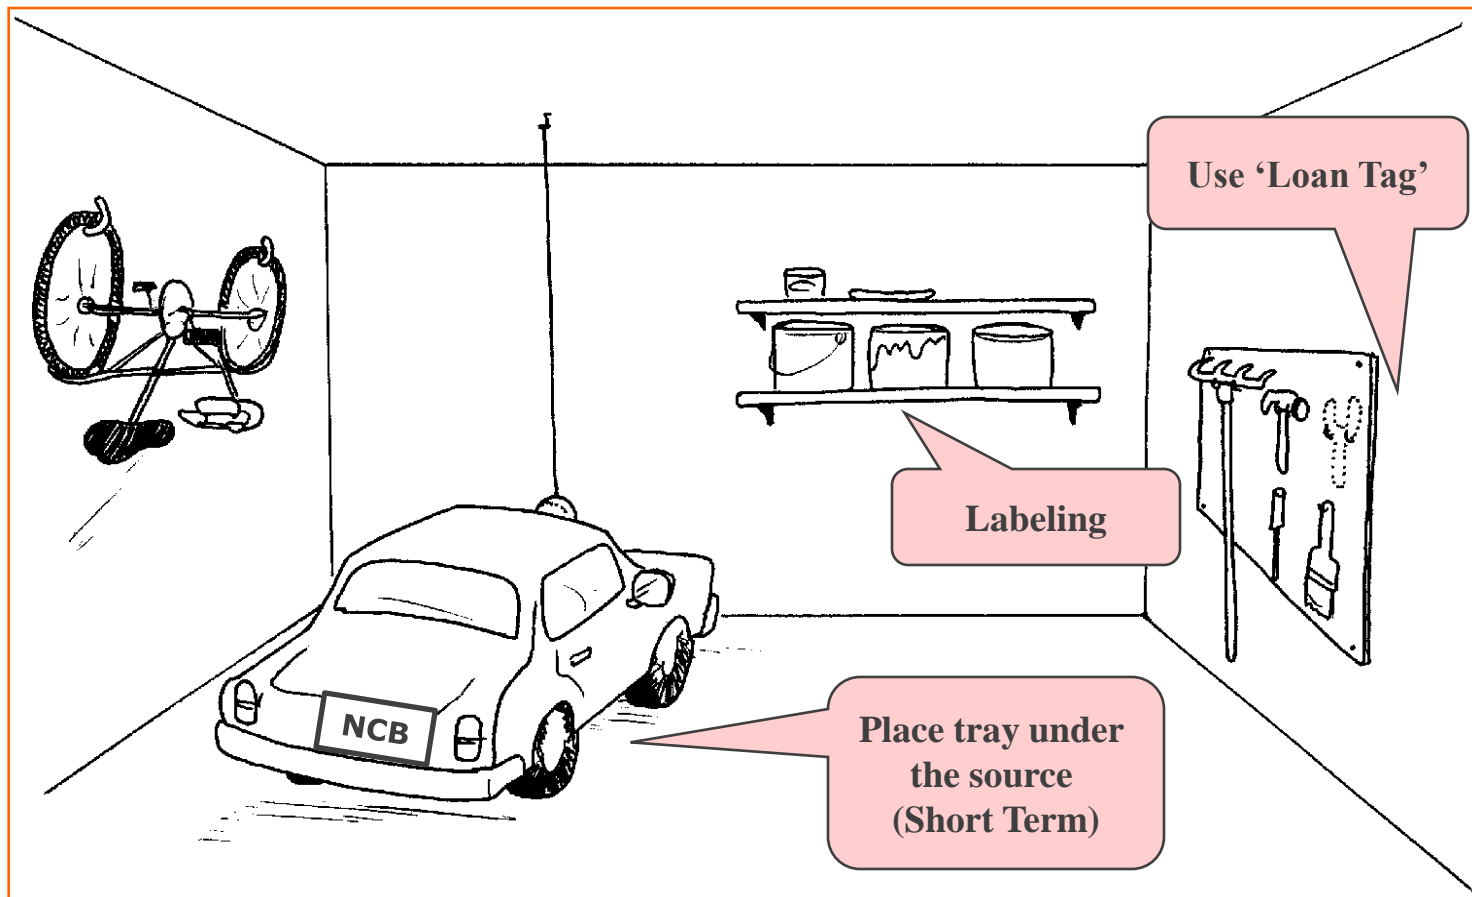 Use ‘Loan Tag’
Labeling
NCB
Place tray under
the source
(Short Term)